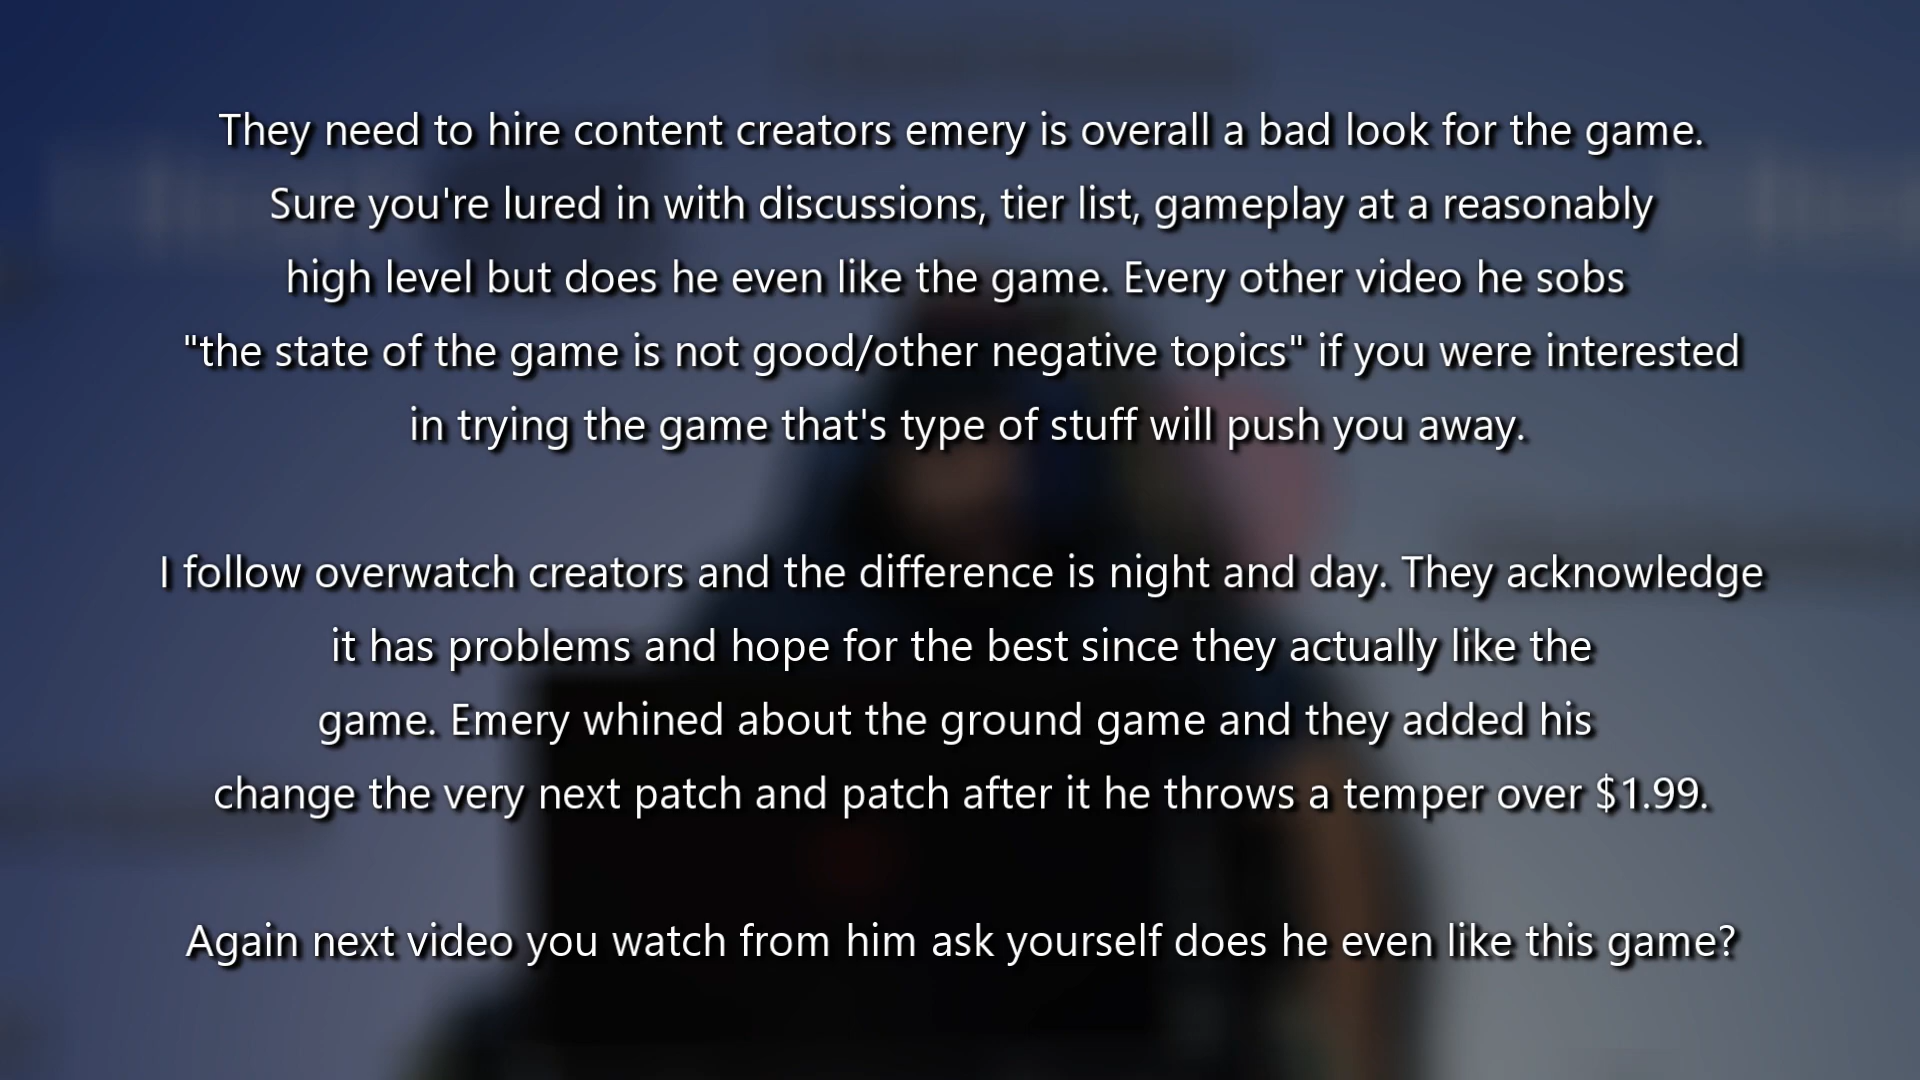 They need to hire content creators emery is overall a bad look for the game.
Sure you're lured in with discussions, tier list, gameplay at a reasonably
high level but does he even like the game. Every other video he sobs
"the state of the game is not good/other negative topics" if you were interested
in trying the game that's type of stuff will push you away.
I follow overwatch creators and the difference is night and day. They acknowledge
it has problems and hope for the best since they actually like the
game. Emery whined about the ground game and they added his
change the very next patch and patch after it he throws a temper over $1.99.
Again next video you watch from him ask yourself does he even like this game?